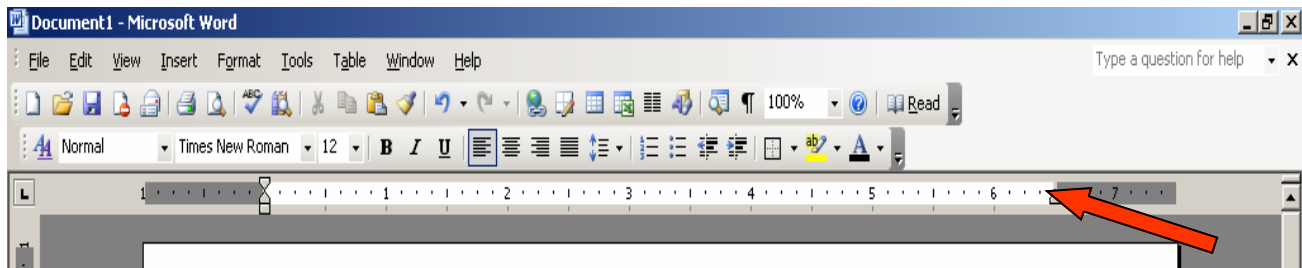 Document1 - Microsoft Word
File Edit View Insert Format Tools Table Window Help Type a question for help
100% Read
Normal Times New Roman 12 B I U
L 1 1 2 3 4 5 6 7